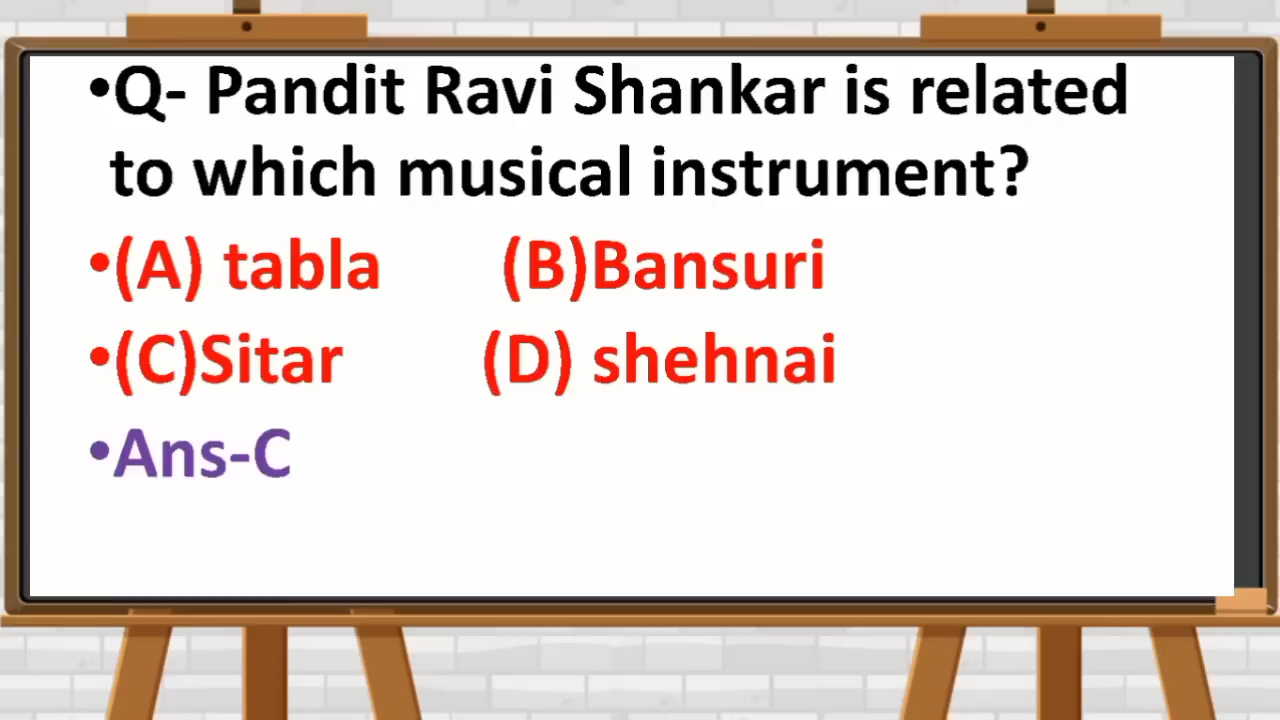 •Q- Pandit Ravi Shankar is related
to which musical instrument?
•(A) tabla (B)Bansuri
•(C)Sitar (D) shehnai
•Ans-C